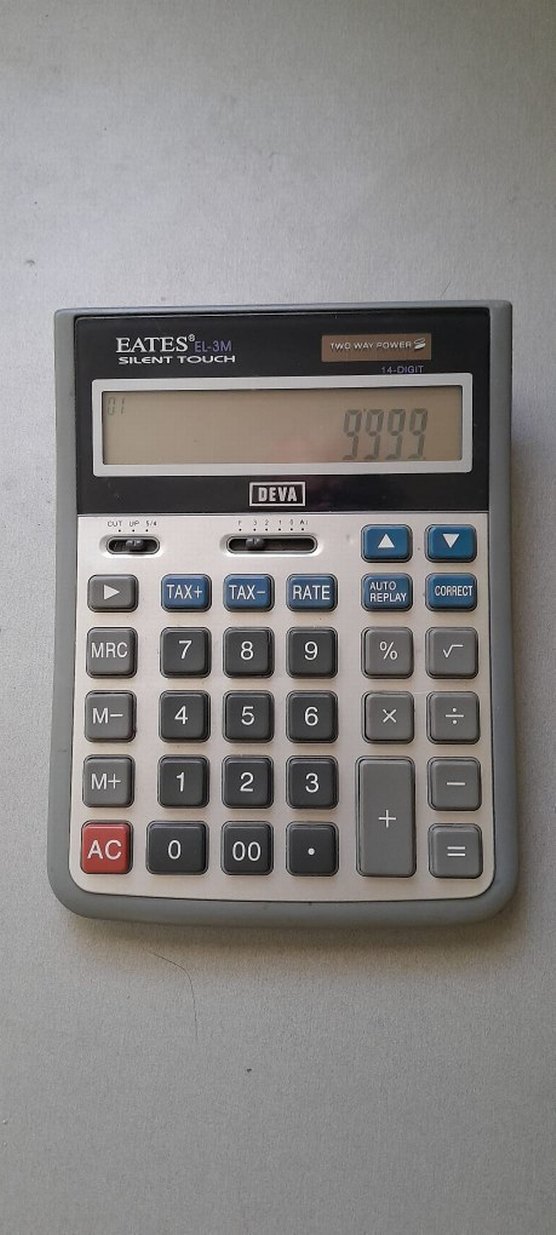 EATES® EL-3M
SILENT TOUCH
TWO WAY POWER
14-DIGIT
01
9999
DEVA
CUT UP 5/4
F 3 2 1 0 A
▲ ▼
▶ TAX+ TAX− RATE AUTO REPLAY CORRECT
MRC 7 8 9 % √
M− 4 5 6 × ÷
M+ 1 2 3 + −
AC 0 00 • =